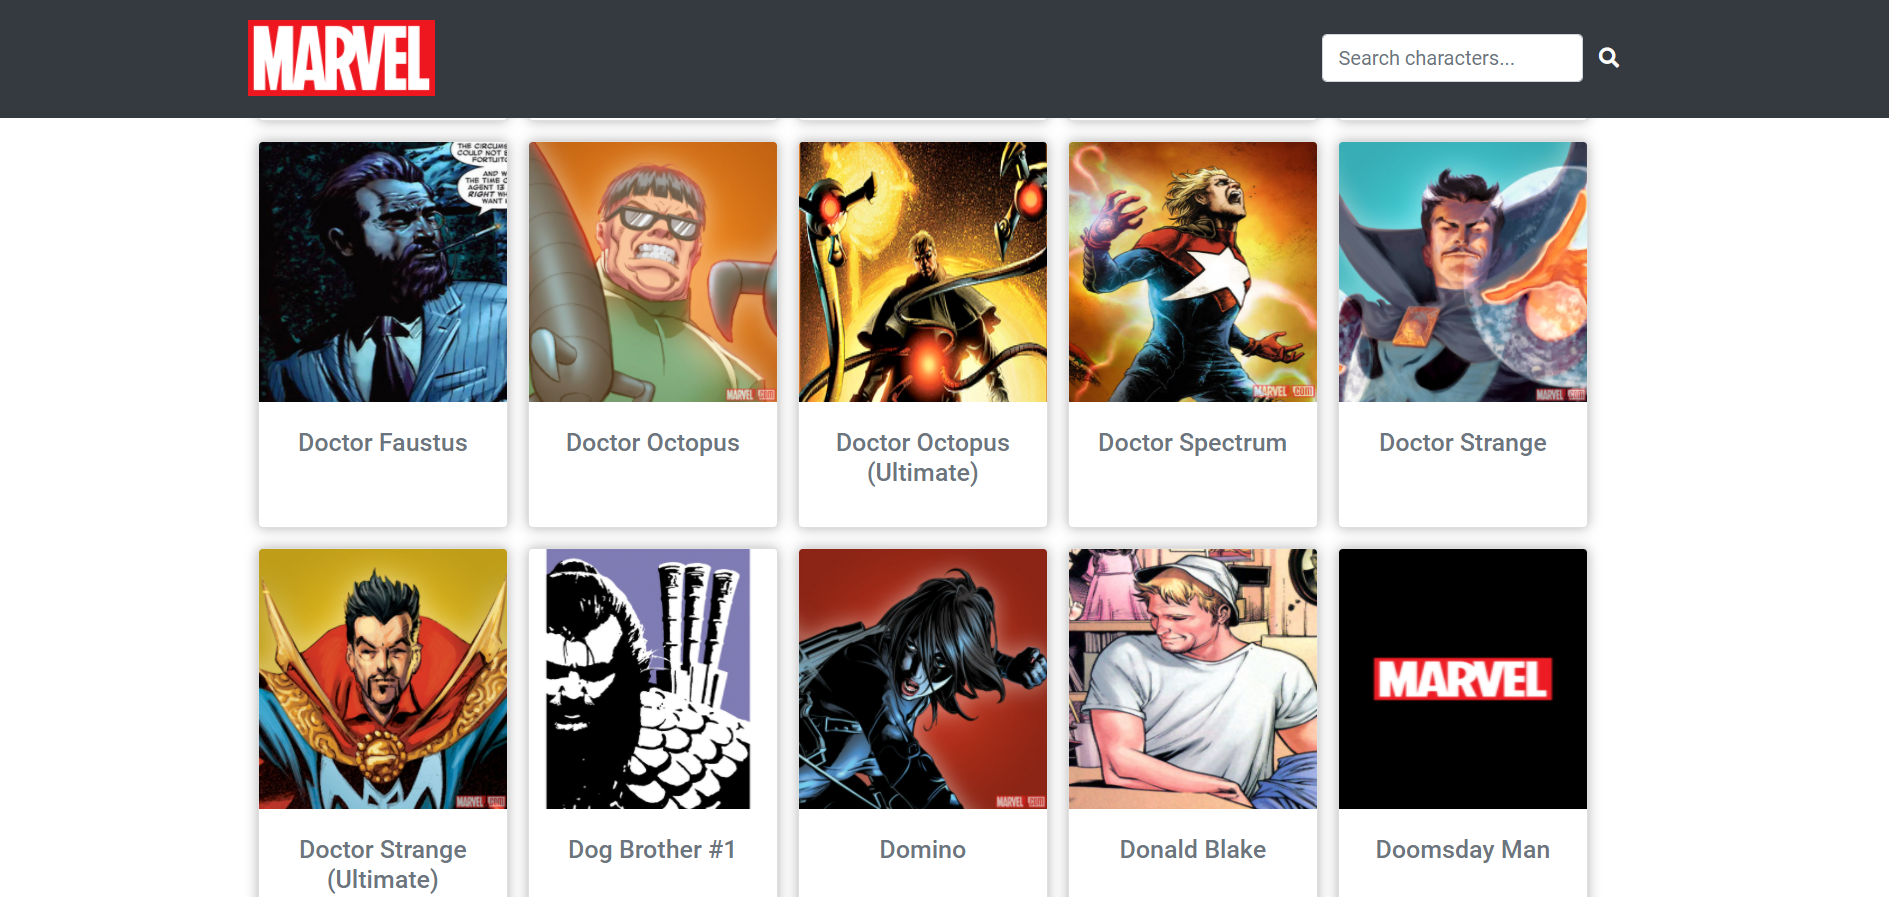 MARVEL
Search characters...
THE CIRCUMS
COULD NOT B
FORTUITO
AND W
THE TIME O
AGENT 13
RIGHT WH
WANT
MARVEL .com
MARVEL .com
MARVEL .com
Doctor Faustus
Doctor Octopus
Doctor Octopus
(Ultimate)
Doctor Spectrum
Doctor Strange
MARVEL
MARVEL .com
MARVEL .com
Doctor Strange
(Ultimate)
Dog Brother #1
Domino
Donald Blake
Doomsday Man